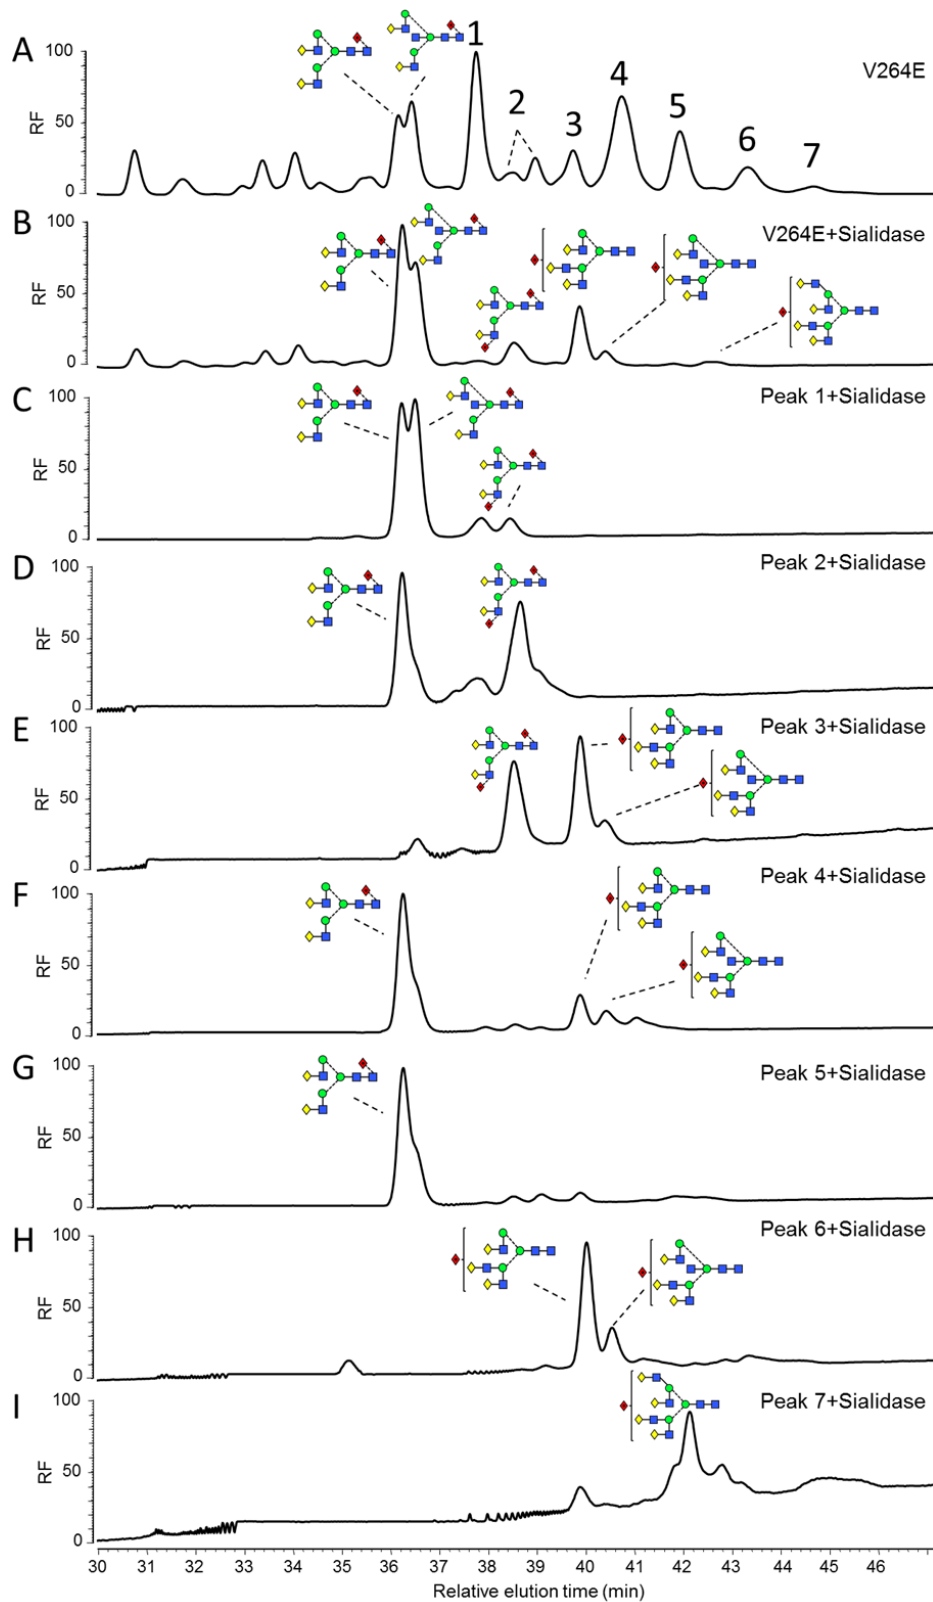 A
V264E
100
50
0
RF
1
2
3
4
5
6
7
B
V264E+Sialidase
100
50
0
RF
C
Peak 1+Sialidase
100
50
0
RF
D
Peak 2+Sialidase
100
50
0
RF
E
Peak 3+Sialidase
100
50
0
RF
F
Peak 4+Sialidase
100
50
0
RF
G
Peak 5+Sialidase
100
50
0
RF
H
Peak 6+Sialidase
100
50
0
RF
I
Peak 7+Sialidase
100
50
0
RF
30 31 32 33 34 35 36 37 38 39 40 41 42 43 44 45 46
Relative elution time (min)